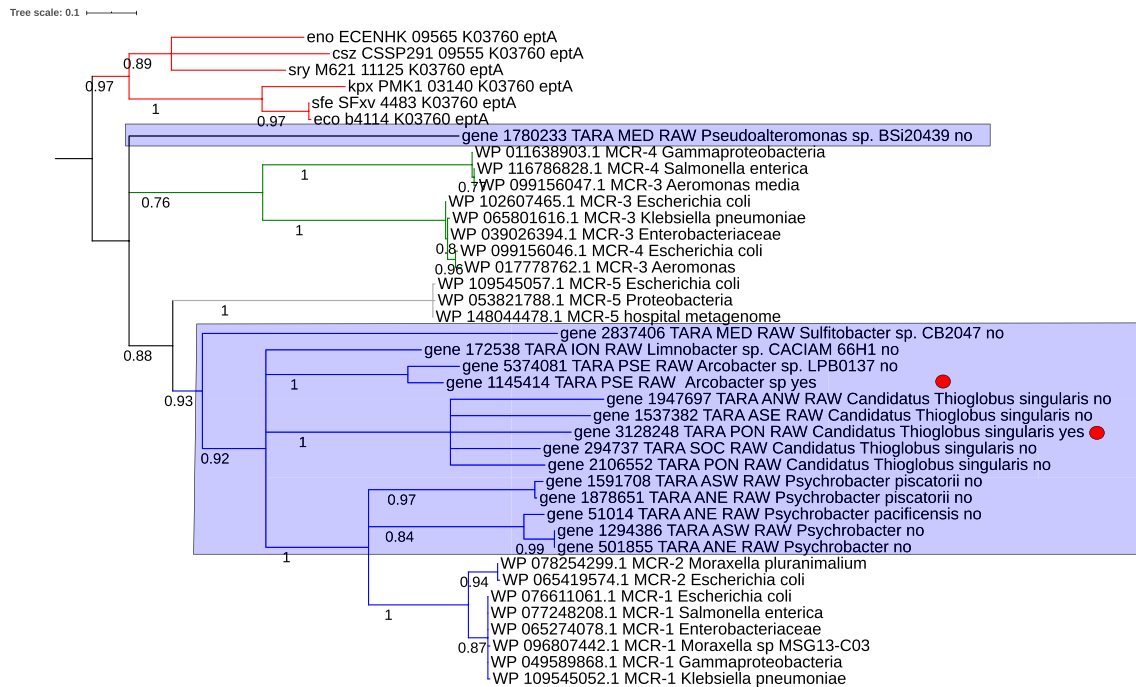 Tree scale: 0.1
eno ECENHK 09565 K03760 eptA
csz CSSP291 09555 K03760 eptA
0.89
sry M621 11125 K03760 eptA
0.97
kpx PMK1 03140 K03760 eptA
1
sfe SFxv 4483 K03760 eptA
0.97
eco b4114 K03760 eptA
gene 1780233 TARA MED RAW Pseudoalteromonas sp. BSi20439 no
WP 011638903.1 MCR-4 Gammaproteobacteria
1
WP 116786828.1 MCR-4 Salmonella enterica
0.77
WP 099156047.1 MCR-3 Aeromonas media
0.76
WP 102607465.1 MCR-3 Escherichia coli
WP 065801616.1 MCR-3 Klebsiella pneumoniae
1
WP 039026394.1 MCR-3 Enterobacteriaceae
0.8
WP 099156046.1 MCR-4 Escherichia coli
0.96
WP 017778762.1 MCR-3 Aeromonas
WP 109545057.1 MCR-5 Escherichia coli
WP 053821788.1 MCR-5 Proteobacteria
1
WP 148044478.1 MCR-5 hospital metagenome
gene 2837406 TARA MED RAW Sulfitobacter sp. CB2047 no
0.88
gene 172538 TARA ION RAW Limnobacter sp. CACIAM 66H1 no
gene 5374081 TARA PSE RAW Arcobacter sp. LPB0137 no
1
gene 1145414 TARA PSE RAW Arcobacter sp yes
0.93
gene 1947697 TARA ANW RAW Candidatus Thioglobus singularis no
gene 1537382 TARA ASE RAW Candidatus Thioglobus singularis no
gene 3128248 TARA PON RAW Candidatus Thioglobus singularis yes
1
gene 294737 TARA SOC RAW Candidatus Thioglobus singularis no
0.92
gene 2106552 TARA PON RAW Candidatus Thioglobus singularis no
gene 1591708 TARA ASW RAW Psychrobacter piscatorii no
0.97
gene 1878651 TARA ANE RAW Psychrobacter piscatorii no
gene 51014 TARA ANE RAW Psychrobacter pacificensis no
0.84
gene 1294386 TARA ASW RAW Psychrobacter no
0.99
gene 501855 TARA ANE RAW Psychrobacter no
1
WP 078254299.1 MCR-2 Moraxella pluranimalium
0.94
WP 065419574.1 MCR-2 Escherichia coli
WP 076611061.1 MCR-1 Escherichia coli
1
WP 077248208.1 MCR-1 Salmonella enterica
WP 065274078.1 MCR-1 Enterobacteriaceae
0.87
WP 096807442.1 MCR-1 Moraxella sp MSG13-C03
WP 049589868.1 MCR-1 Gammaproteobacteria
WP 109545052.1 MCR-1 Klebsiella pneumoniae